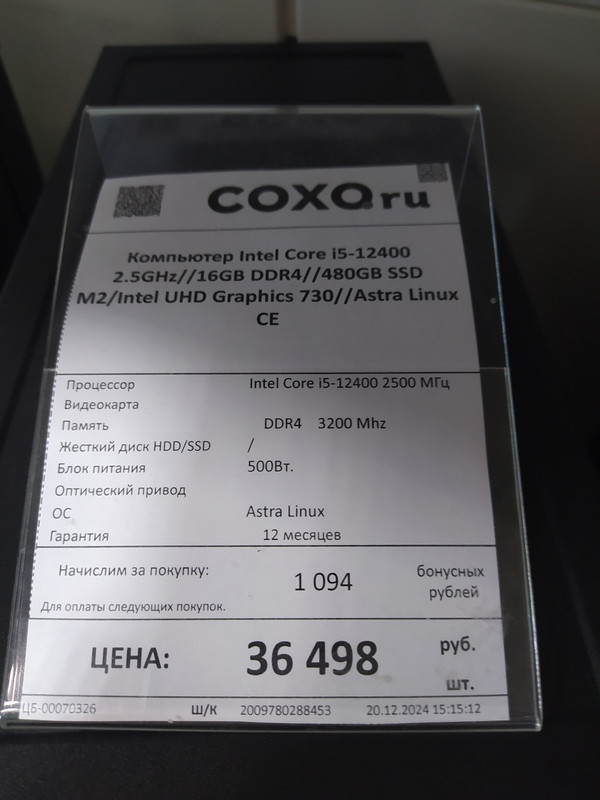 COXO.ru
Компьютер Intel Core i5-12400
2.5GHz//16GB DDR4//480GB SSD
M2/Intel UHD Graphics 730//Astra Linux
CE
Процессор Intel Core i5-12400 2500 МГц
Видеокарта
Память DDR4 3200 Mhz
Жесткий диск HDD/SSD /
Блок питания 500Вт.
Оптический привод
ОС Astra Linux
Гарантия 12 месяцев
Начислим за покупку: 1 094 бонусных рублей
Для оплаты следующих покупок.
ЦЕНА: 36 498 руб.
шт.
ЦБ-00070326 Ш/К 2009780288453 20.12.2024 15:15:12